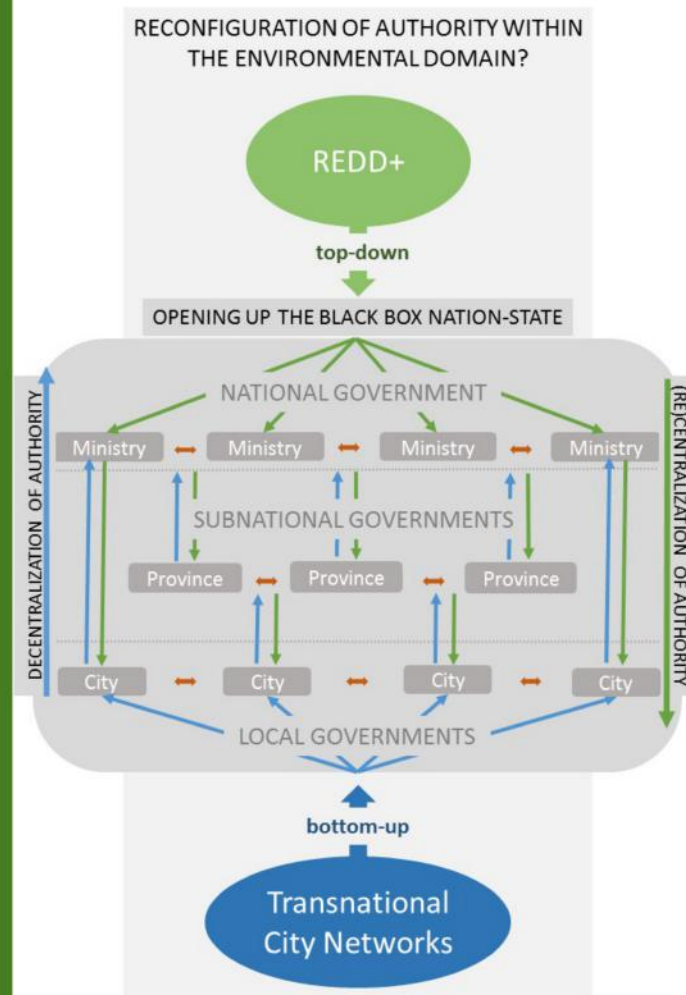 RECONFIGURATION OF AUTHORITY WITHIN
THE ENVIRONMENTAL DOMAIN?
REDD+
top-down
OPENING UP THE BLACK BOX NATION-STATE
DECENTRALIZATION OF AUTHORITY
(RE)CENTRALIZATION OF AUTHORITY
NATIONAL GOVERNMENT
Ministry Ministry Ministry Ministry
SUBNATIONAL GOVERNMENTS
Province Province Province
City City City City
LOCAL GOVERNMENTS
bottom-up
Transnational
City Networks